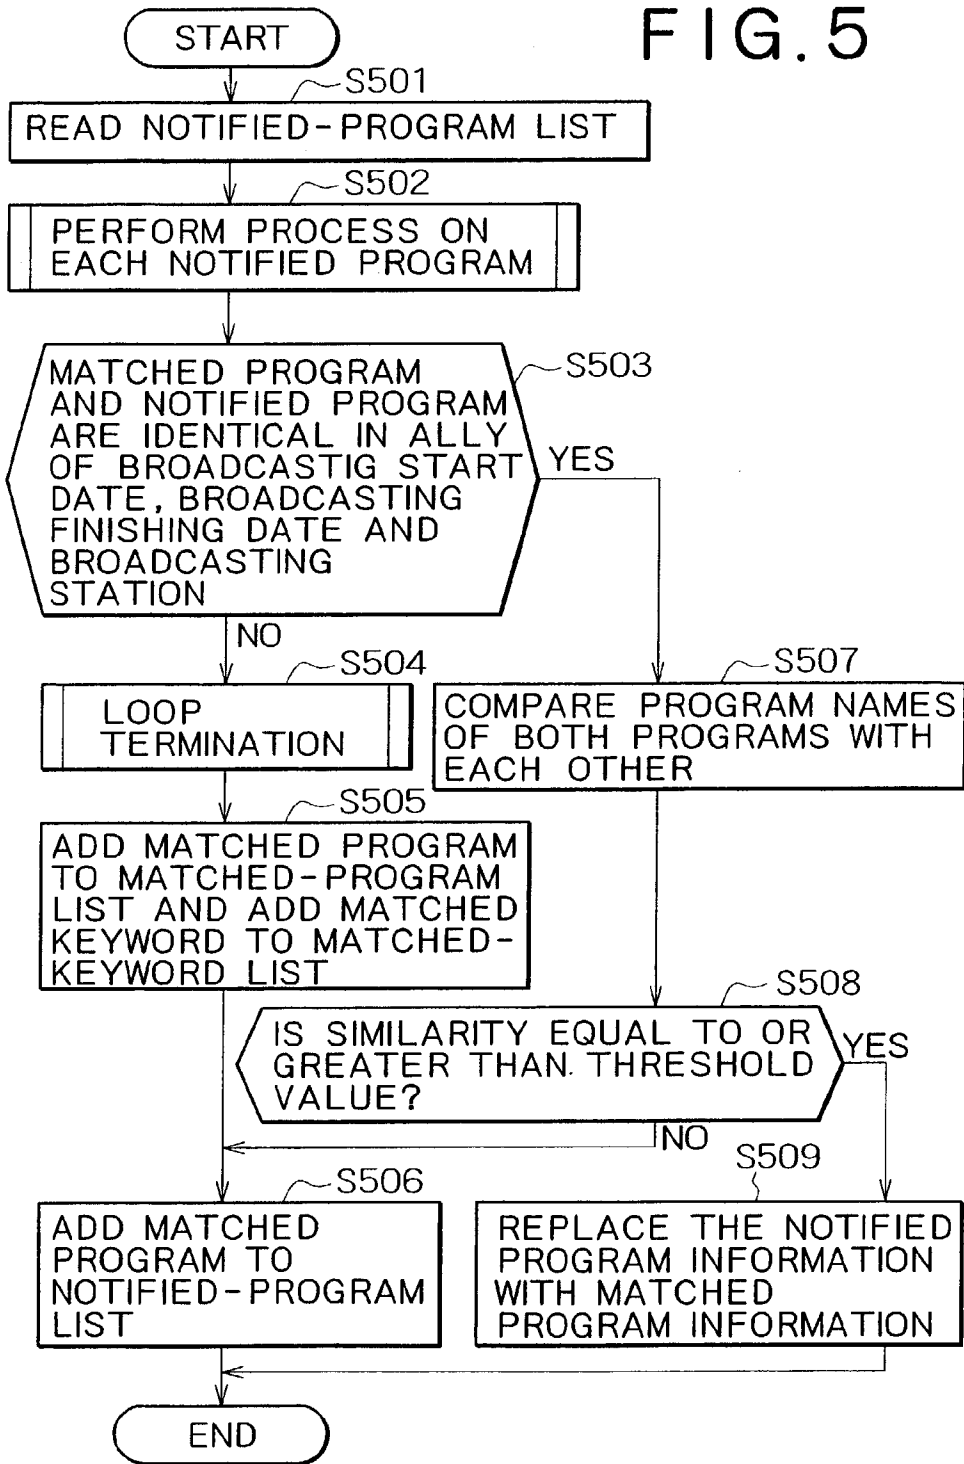 FIG.5
START
S501
READ NOTIFIED-PROGRAM LIST
S502
PERFORM PROCESS ON
EACH NOTIFIED PROGRAM
S503
MATCHED PROGRAM
AND NOTIFIED PROGRAM
ARE IDENTICAL IN ALLY
OF BROADCASTIG START
DATE, BROADCASTING
FINISHING DATE AND
BROADCASTING
STATION
YES
NO
S504
LOOP
TERMINATION
S507
COMPARE PROGRAM NAMES
OF BOTH PROGRAMS WITH
EACH OTHER
S505
ADD MATCHED PROGRAM
TO MATCHED-PROGRAM
LIST AND ADD MATCHED
KEYWORD TO MATCHED-
KEYWORD LIST
S508
IS SIMILARITY EQUAL TO OR
GREATER THAN THRESHOLD
VALUE?
YES
NO
S506
ADD MATCHED
PROGRAM TO
NOTIFIED-PROGRAM
LIST
S509
REPLACE THE NOTIFIED
PROGRAM INFORMATION
WITH MATCHED
PROGRAM INFORMATION
END